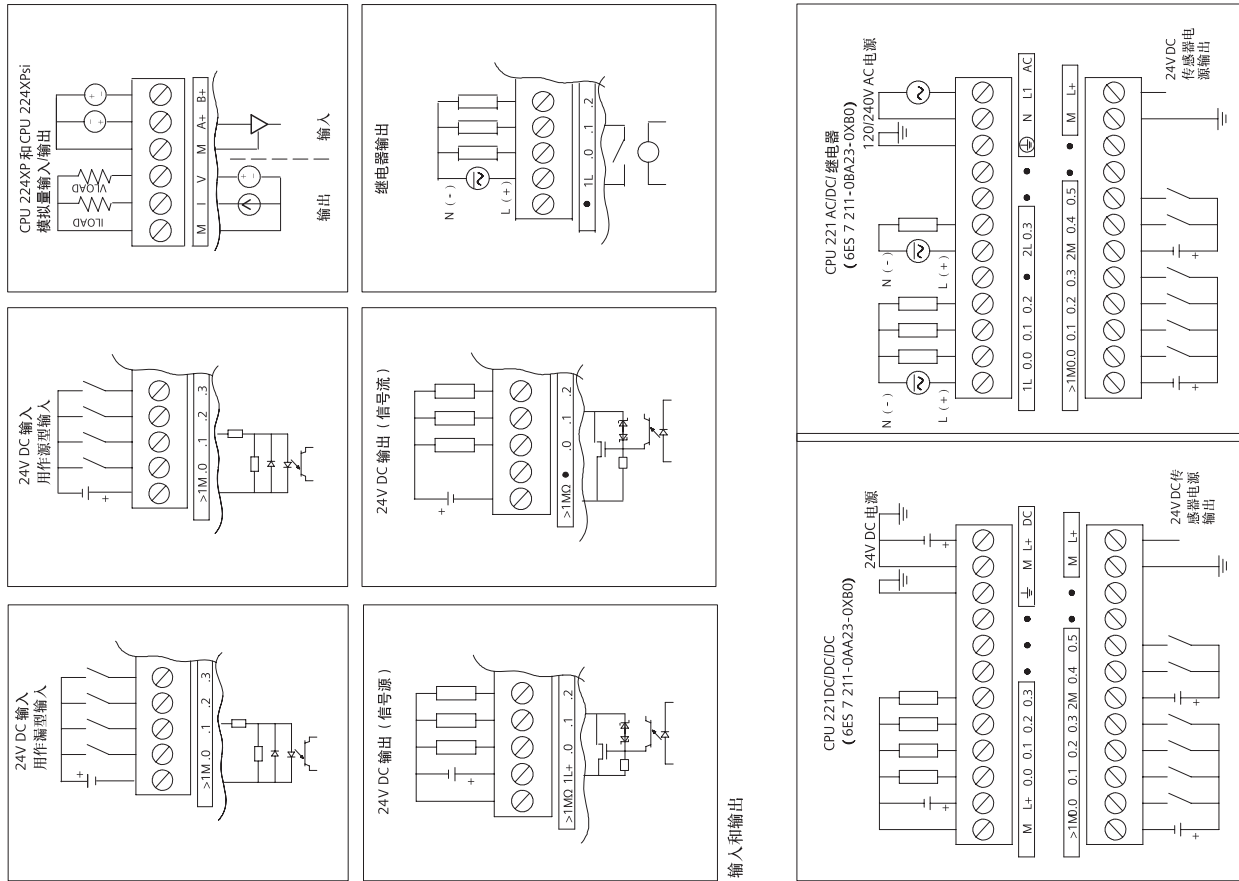 24V DC 输入
用作漏型输入
+
>1M .0 .1 .2 .3
24V DC 输入
用作源型输入
+
>1M .0 .1 .2 .3
CPU 224XP 和 CPU 224XPsi
模拟量输入/输出
ILOAD
VLOAD
M I V M A+ B+
输出
输入
24V DC 输出（信号源）
+
>1MΩ 1L+ .0 .1 .2
24V DC 输出（信号流）
+
>1MΩ ● .0 .1 .2
继电器输出
N (-)
L (+)
● 1L .0 .1 .2
输入和输出
CPU 221DC/DC/DC
(6ES 7 211-0AA23-0XB0)
24V DC 电源
+
+
M L+ 0.0 0.1 0.2 0.3 ● ● ● M L+ DC
>1M0.0 0.1 0.2 0.3 2M 0.4 0.5 ● ● M L+
+
+
24V DC传
感器电源
输出
CPU 221 AC/DC/继电器
(6ES 7 211-0BA23-0XB0)
120/240V AC 电源
N (-)
L (+)
N (-)
L (+)
1L 0.0 0.1 0.2 ● 2L 0.3 ● ● N L1 AC
>1M0.0 0.1 0.2 0.3 2M 0.4 0.5 ● ● M L+
+
+
24V DC
传感器电
源输出